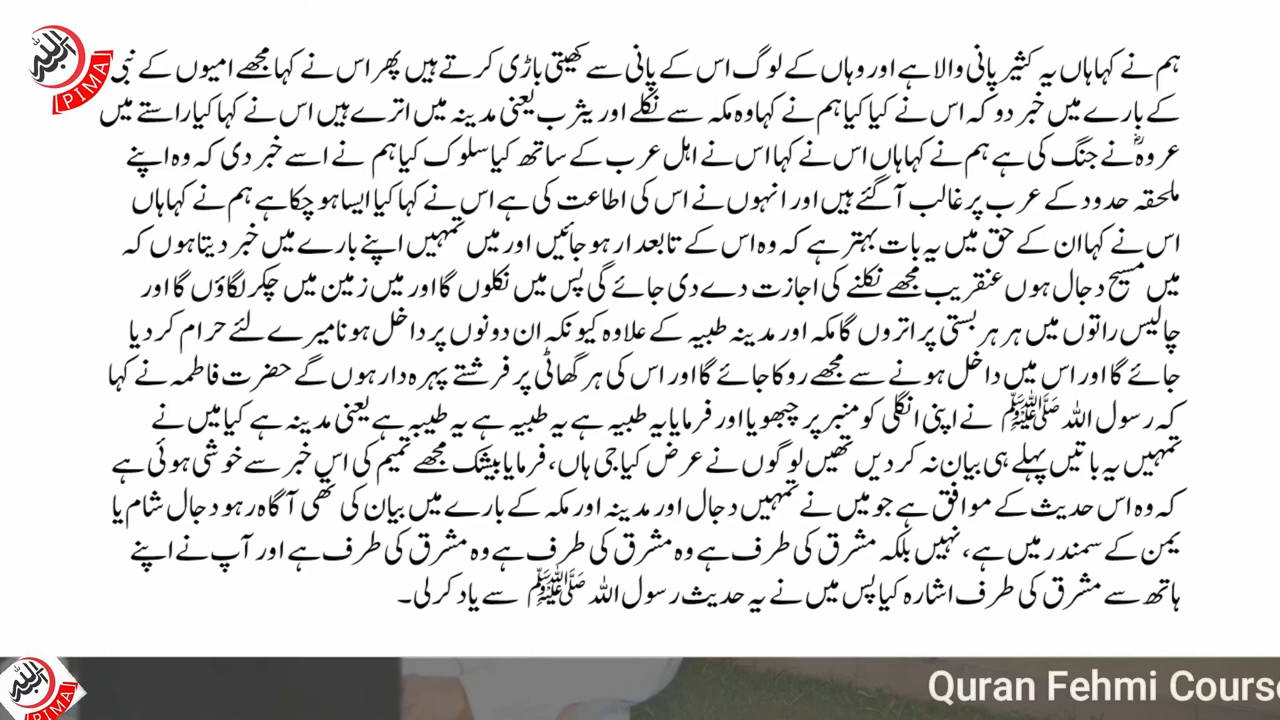 ہم نے کہا ہاں یہ کثیر پانی والا ہے اور وہاں کے لوگ اس کے پانی سے کھیتی باڑی کرتے ہیں پھر اس نے کہا مجھے امیوں کے نبی
کے بارے میں خبر دو کہ اس نے کیا کیا ہم نے کہا وہ مکہ سے نکلے اور یثرب یعنی مدینہ میں اترے ہیں اس نے کہا کیا راستے میں
عروہؓ نے جنگ کی ہے ہم نے کہا ہاں اس نے کہا اس نے اہل عرب کے ساتھ کیا سلوک کیا ہم نے اسے خبر دی کہ وہ اپنے
ملحقہ حدود کے عرب پر غالب آگئے ہیں اور انہوں نے اس کی اطاعت کی ہے اس نے کہا کیا ایسا ہو چکا ہے ہم نے کہا ہاں
اس نے کہا ان کے حق میں یہ بات بہتر ہے کہ وہ اس کے تابعدار ہو جائیں اور میں تمہیں اپنے بارے میں خبر دیتا ہوں کہ
میں مسیح دجال ہوں عنقریب مجھے نکلنے کی اجازت دے دی جائے گی پس میں نکلوں گا اور میں زمین میں چکر لگاؤں گا اور
چالیس راتوں میں ہر ہر بستی پر اتروں گا مکہ اور مدینہ طیبہ کے علاوہ کیونکہ ان دونوں پر داخل ہونا میرے لئے حرام کر دیا
جائے گا اور اس میں داخل ہونے سے مجھے روکا جائے گا اور اس کی ہر گھاٹی پر فرشتے پہرہ دار ہوں گے حضرت فاطمہ نے کہا
کہ رسول اللہ ﷺ نے اپنی انگلی کو منبر پر چبھویا اور فرمایا یہ طیبہ ہے یہ طیبہ ہے یہ طیبہ ہے یعنی مدینہ ہے کیا میں نے
تمہیں یہ باتیں پہلے ہی بیان نہ کر دیں تھیں لوگوں نے عرض کیا جی ہاں، فرمایا بیشک مجھے تمیم کی اس خبر سے خوشی ہوئی ہے
کہ وہ اس حدیث کے موافق ہے جو میں نے تمہیں دجال اور مدینہ اور مکہ کے بارے میں بیان کی تھی آگاہ رہو دجال شام یا
یمن کے سمندر میں ہے، نہیں بلکہ مشرق کی طرف ہے وہ مشرق کی طرف ہے وہ مشرق کی طرف ہے اور آپ نے اپنے
ہاتھ سے مشرق کی طرف اشارہ کیا پس میں نے یہ حدیث رسول اللہ ﷺ سے یاد کر لی۔
الله
PIMA
الله
PIMA
Quran Fehmi Course